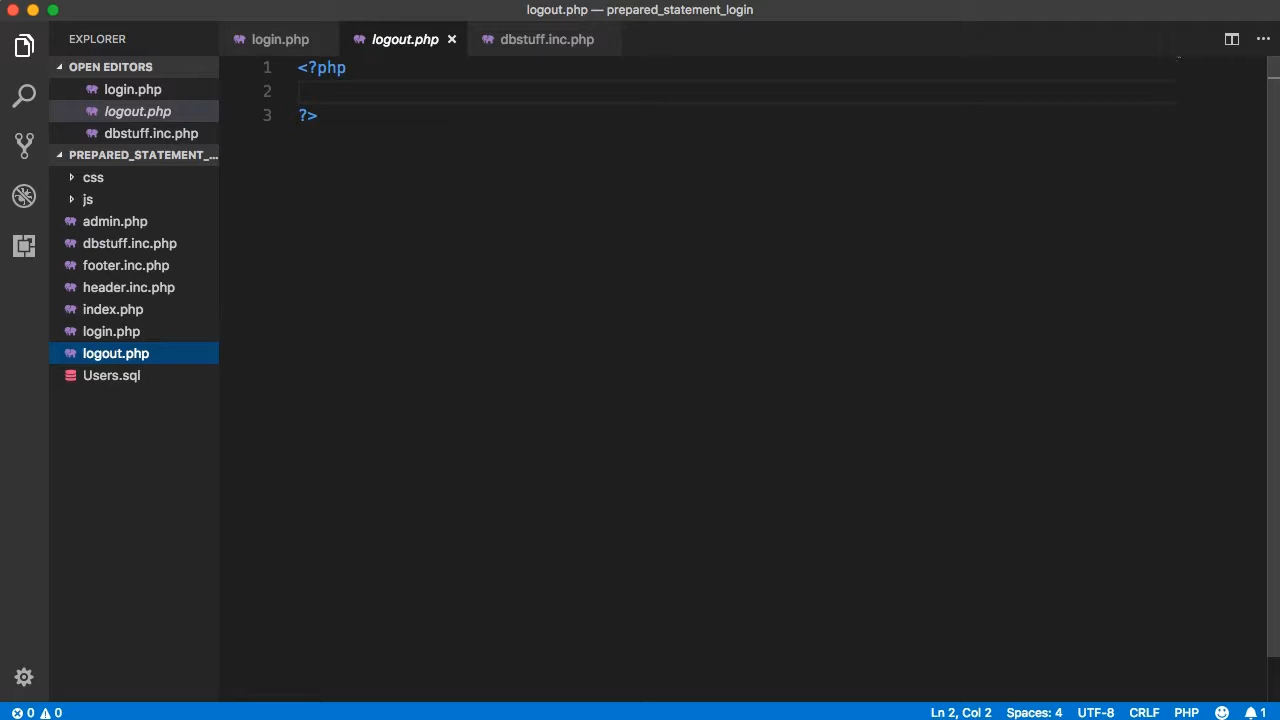 logout.php — prepared_statement_login
EXPLORER
login.php
logout.php
dbstuff.inc.php
OPEN EDITORS
login.php
logout.php
dbstuff.inc.php
PREPARED_STATEMENT_...
css
js
admin.php
dbstuff.inc.php
footer.inc.php
header.inc.php
index.php
login.php
logout.php
Users.sql
1 <?php
2
3 ?>
0 0
Ln 2, Col 2 Spaces: 4 UTF-8 CRLF PHP 1